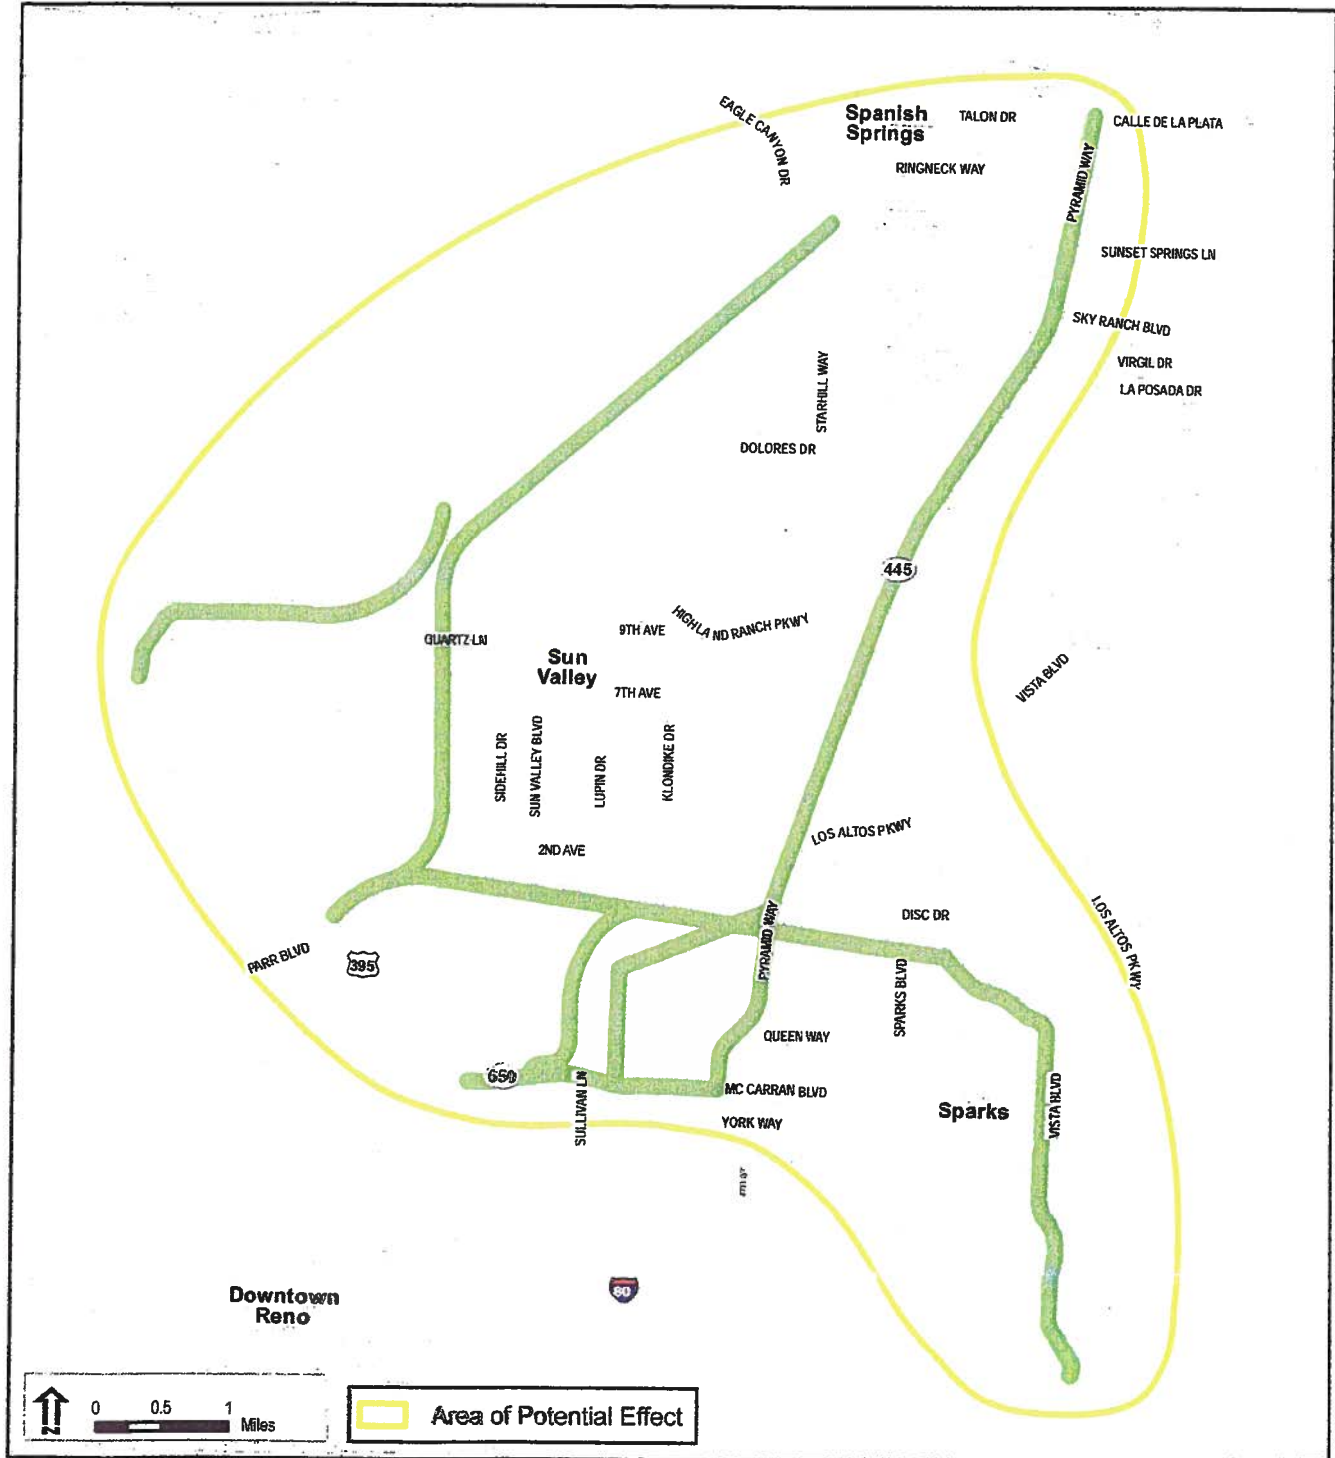 EAGLE CANYON DR
Spanish
Springs
TALON DR
CALLE DE LA PLATA
RINGNECK WAY
PYRAMID WAY
SUNSET SPRINGS LN
SKY RANCH BLVD
VIRGIL DR
LA POSADA DR
STARHILL WAY
DOLORES DR
445
HIGHLAND RANCH PKWY
9TH AVE
QUARTZ LN
Sun
Valley
7TH AVE
VISTA BLVD
SIDEHILL DR
SUN VALLEY BLVD
LUPIN DR
KLONDIKE DR
LOS ALTOS PKWY
2ND AVE
DISC DR
LOS ALTOS PKWY
PYRAMID WAY
PARR BLVD
395
SPARKS BLVD
QUEEN WAY
650
SULLIVAN LN
MC CARRAN BLVD
Sparks
VISTA BLVD
YORK WAY
80
Downtown
Reno
N
0 0.5 1
Miles
Area of Potential Effect